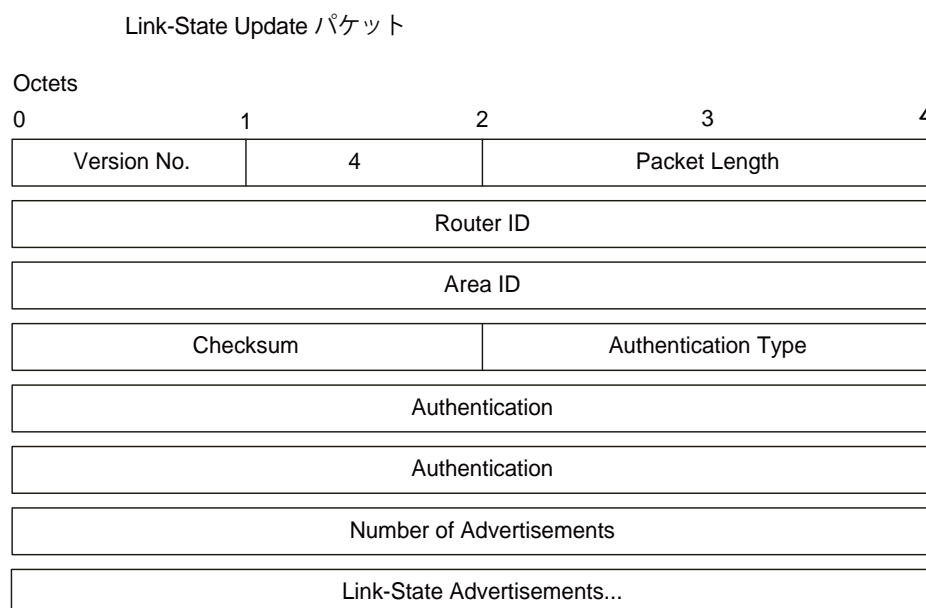 Link-State Update パケット
Octets
0 1 2 3 4
Version No. 4 Packet Length
Router ID
Area ID
Checksum Authentication Type
Authentication
Authentication
Number of Advertisements
Link-State Advertisements...